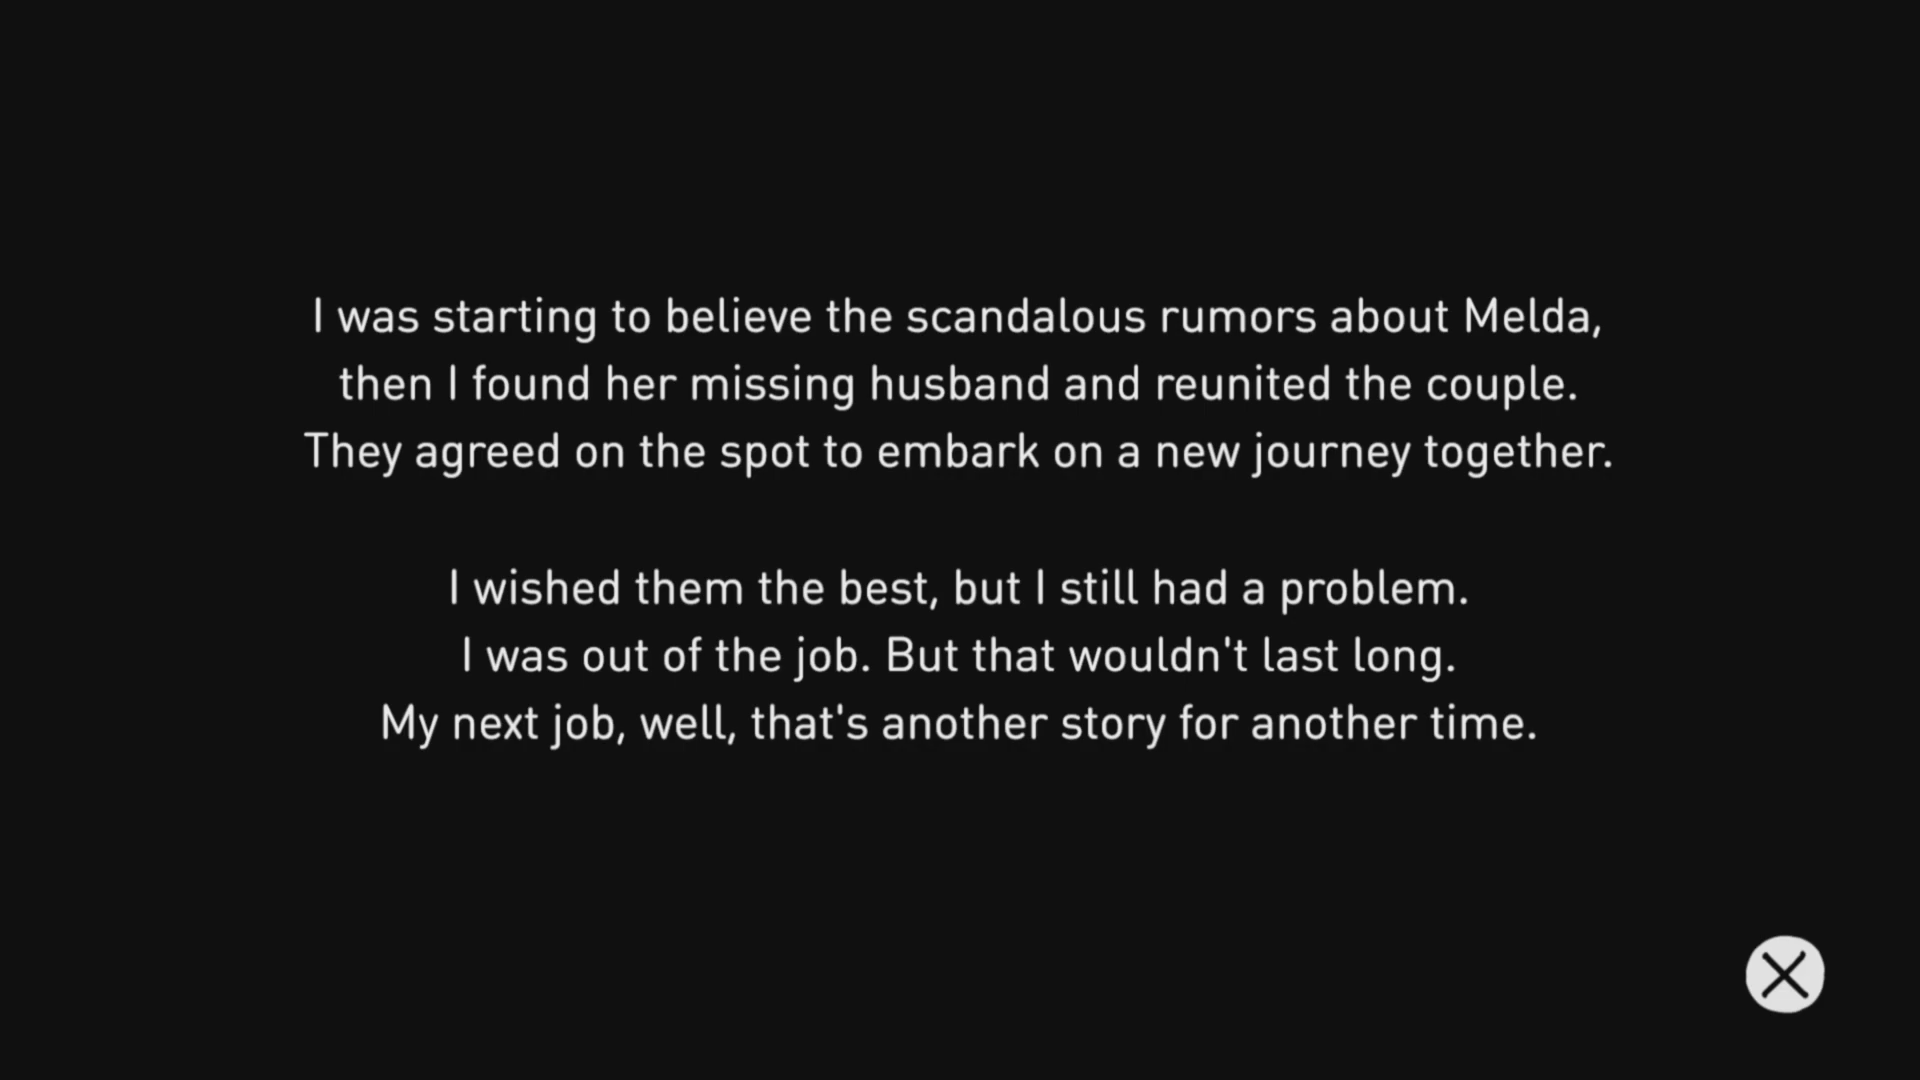 I was starting to believe the scandalous rumors about Melda,
then I found her missing husband and reunited the couple.
They agreed on the spot to embark on a new journey together.
I wished them the best, but I still had a problem.
I was out of the job. But that wouldn't last long.
My next job, well, that's another story for another time.